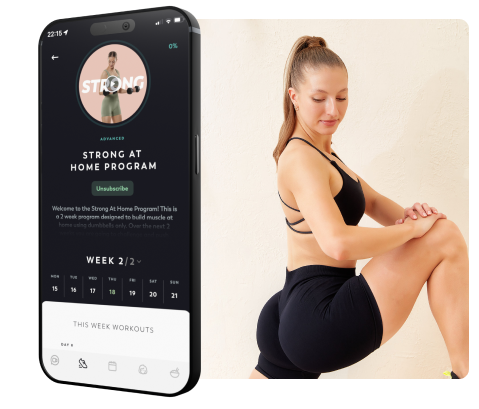 22:15
0%
STRONG
ADVANCED
STRONG AT
HOME PROGRAM
Unsubscribe
Welcome to the Strong At Home Program! This is
a 2 week program designed to build muscle at
home using dumbbells only. Over the next 2
WEEK 2/2
MON TUE WED THU FRI SAT SUN
15 16 17 18 19 20 21
THIS WEEK WORKOUTS
DAY 8